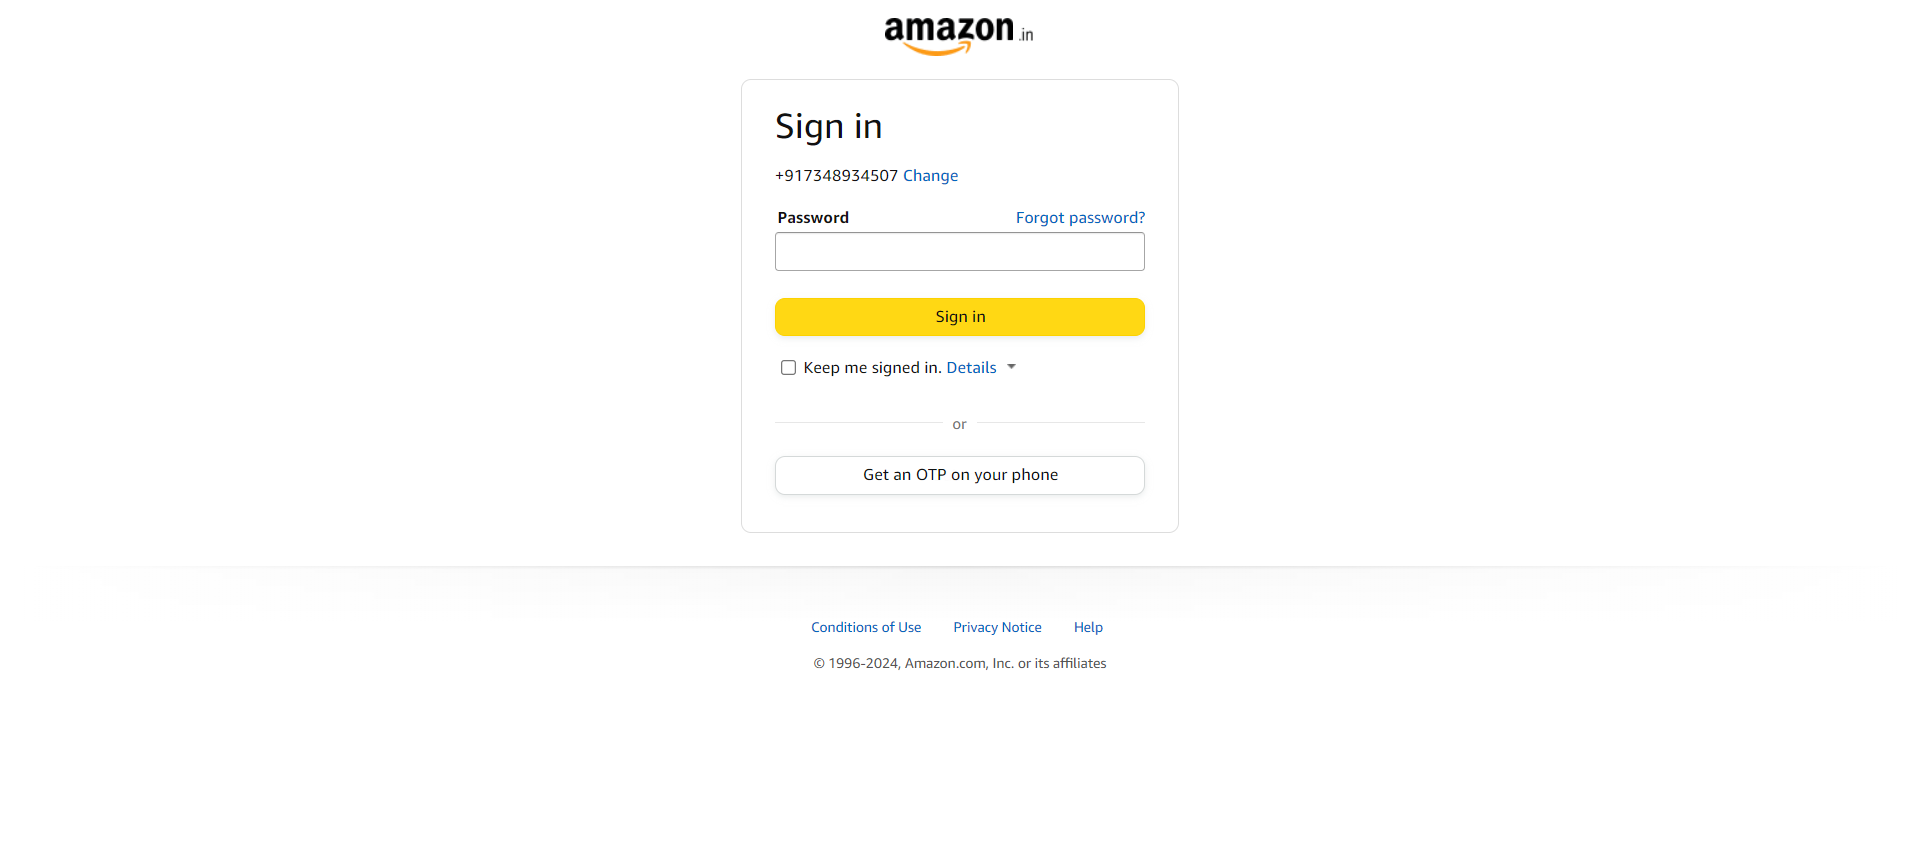 amazon.in
Sign in
+917348934507 Change
Password Forgot password?
Sign in
Keep me signed in. Details
or
Get an OTP on your phone
Conditions of Use Privacy Notice Help
© 1996-2024, Amazon.com, Inc. or its affiliates